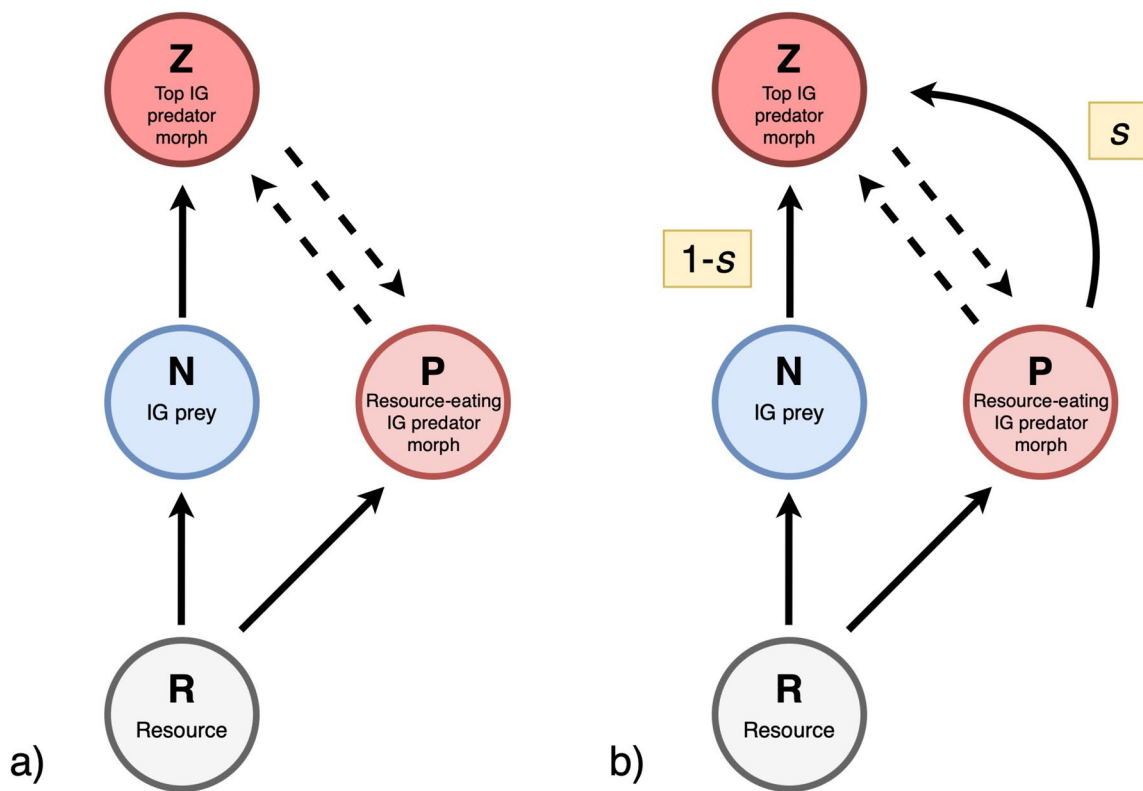 Z
Top IG
predator
morph
N
IG prey
P
Resource-eating
IG predator
morph
R
Resource
a)
Z
Top IG
predator
morph
s
1-s
N
IG prey
P
Resource-eating
IG predator
morph
R
Resource
b)